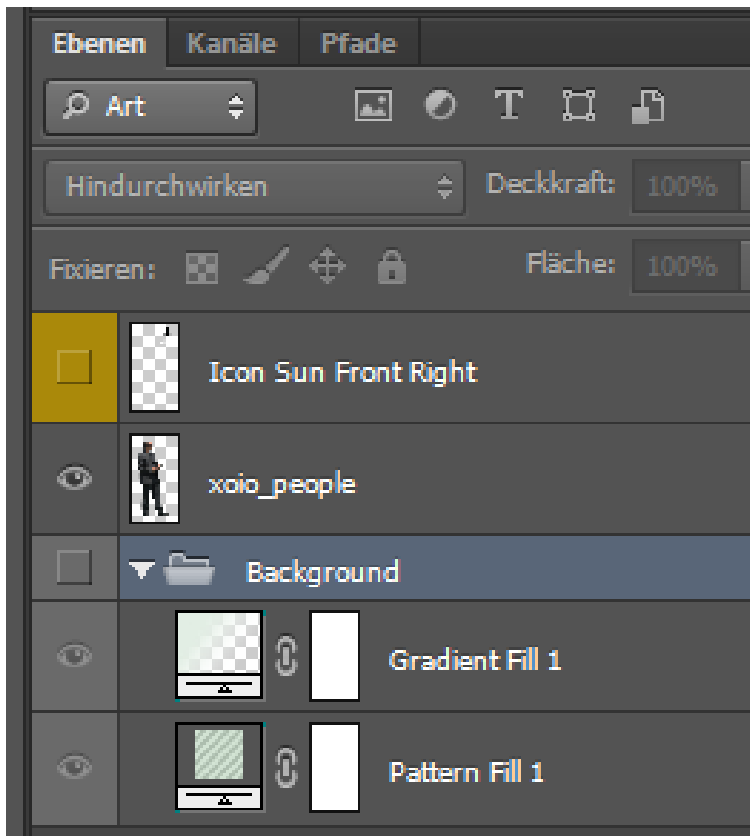 Ebenen Kanäle Pfade
Art T
Hindurchwirken Deckkraft: 100%
Fixieren: Fläche: 100%
Icon Sun Front Right
xoio_people
Background
Gradient Fill 1
Pattern Fill 1